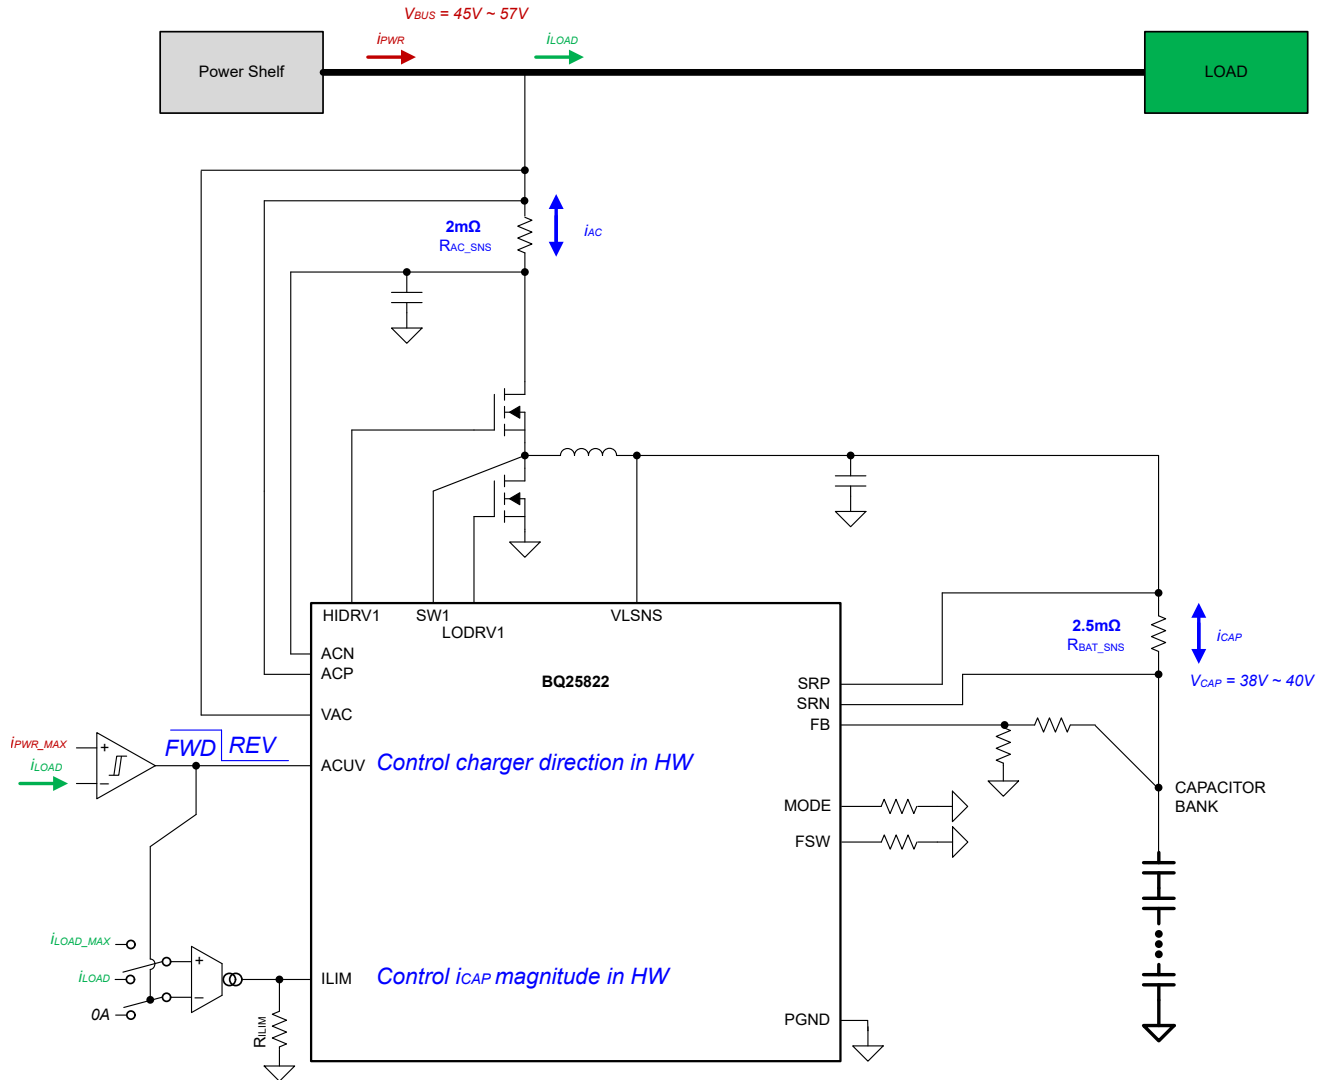 VBUS = 45V ~ 57V
iPWR
iLOAD
Power Shelf
LOAD
2mΩ
RAC_SNS
iAC
HIDRV1
SW1
LODRV1
VLSNS
ACN
ACP
BQ25822
VAC
SRP
SRN
FB
2.5mΩ
RBAT_SNS
iCAP
VCAP = 38V ~ 40V
iPWR_MAX
+
iLOAD
−
FWD REV
ACUV
Control charger direction in HW
MODE
FSW
CAPACITOR
BANK
iLOAD_MAX
iLOAD
0A
+
−
RILIM
ILIM
Control iCAP magnitude in HW
PGND